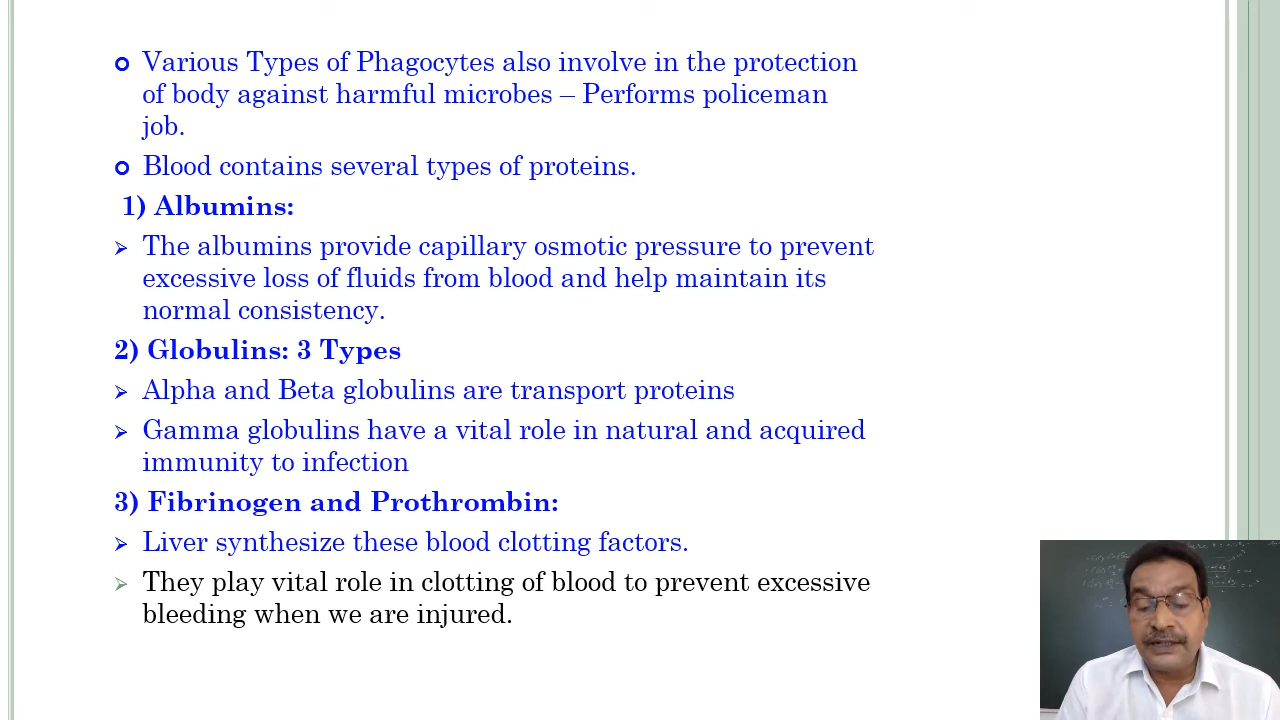 Various Types of Phagocytes also involve in the protection
of body against harmful microbes – Performs policeman
job.
Blood contains several types of proteins.
1) Albumins:
The albumins provide capillary osmotic pressure to prevent
excessive loss of fluids from blood and help maintain its
normal consistency.
2) Globulins: 3 Types
Alpha and Beta globulins are transport proteins
Gamma globulins have a vital role in natural and acquired
immunity to infection
3) Fibrinogen and Prothrombin:
Liver synthesize these blood clotting factors.
They play vital role in clotting of blood to prevent excessive
bleeding when we are injured.